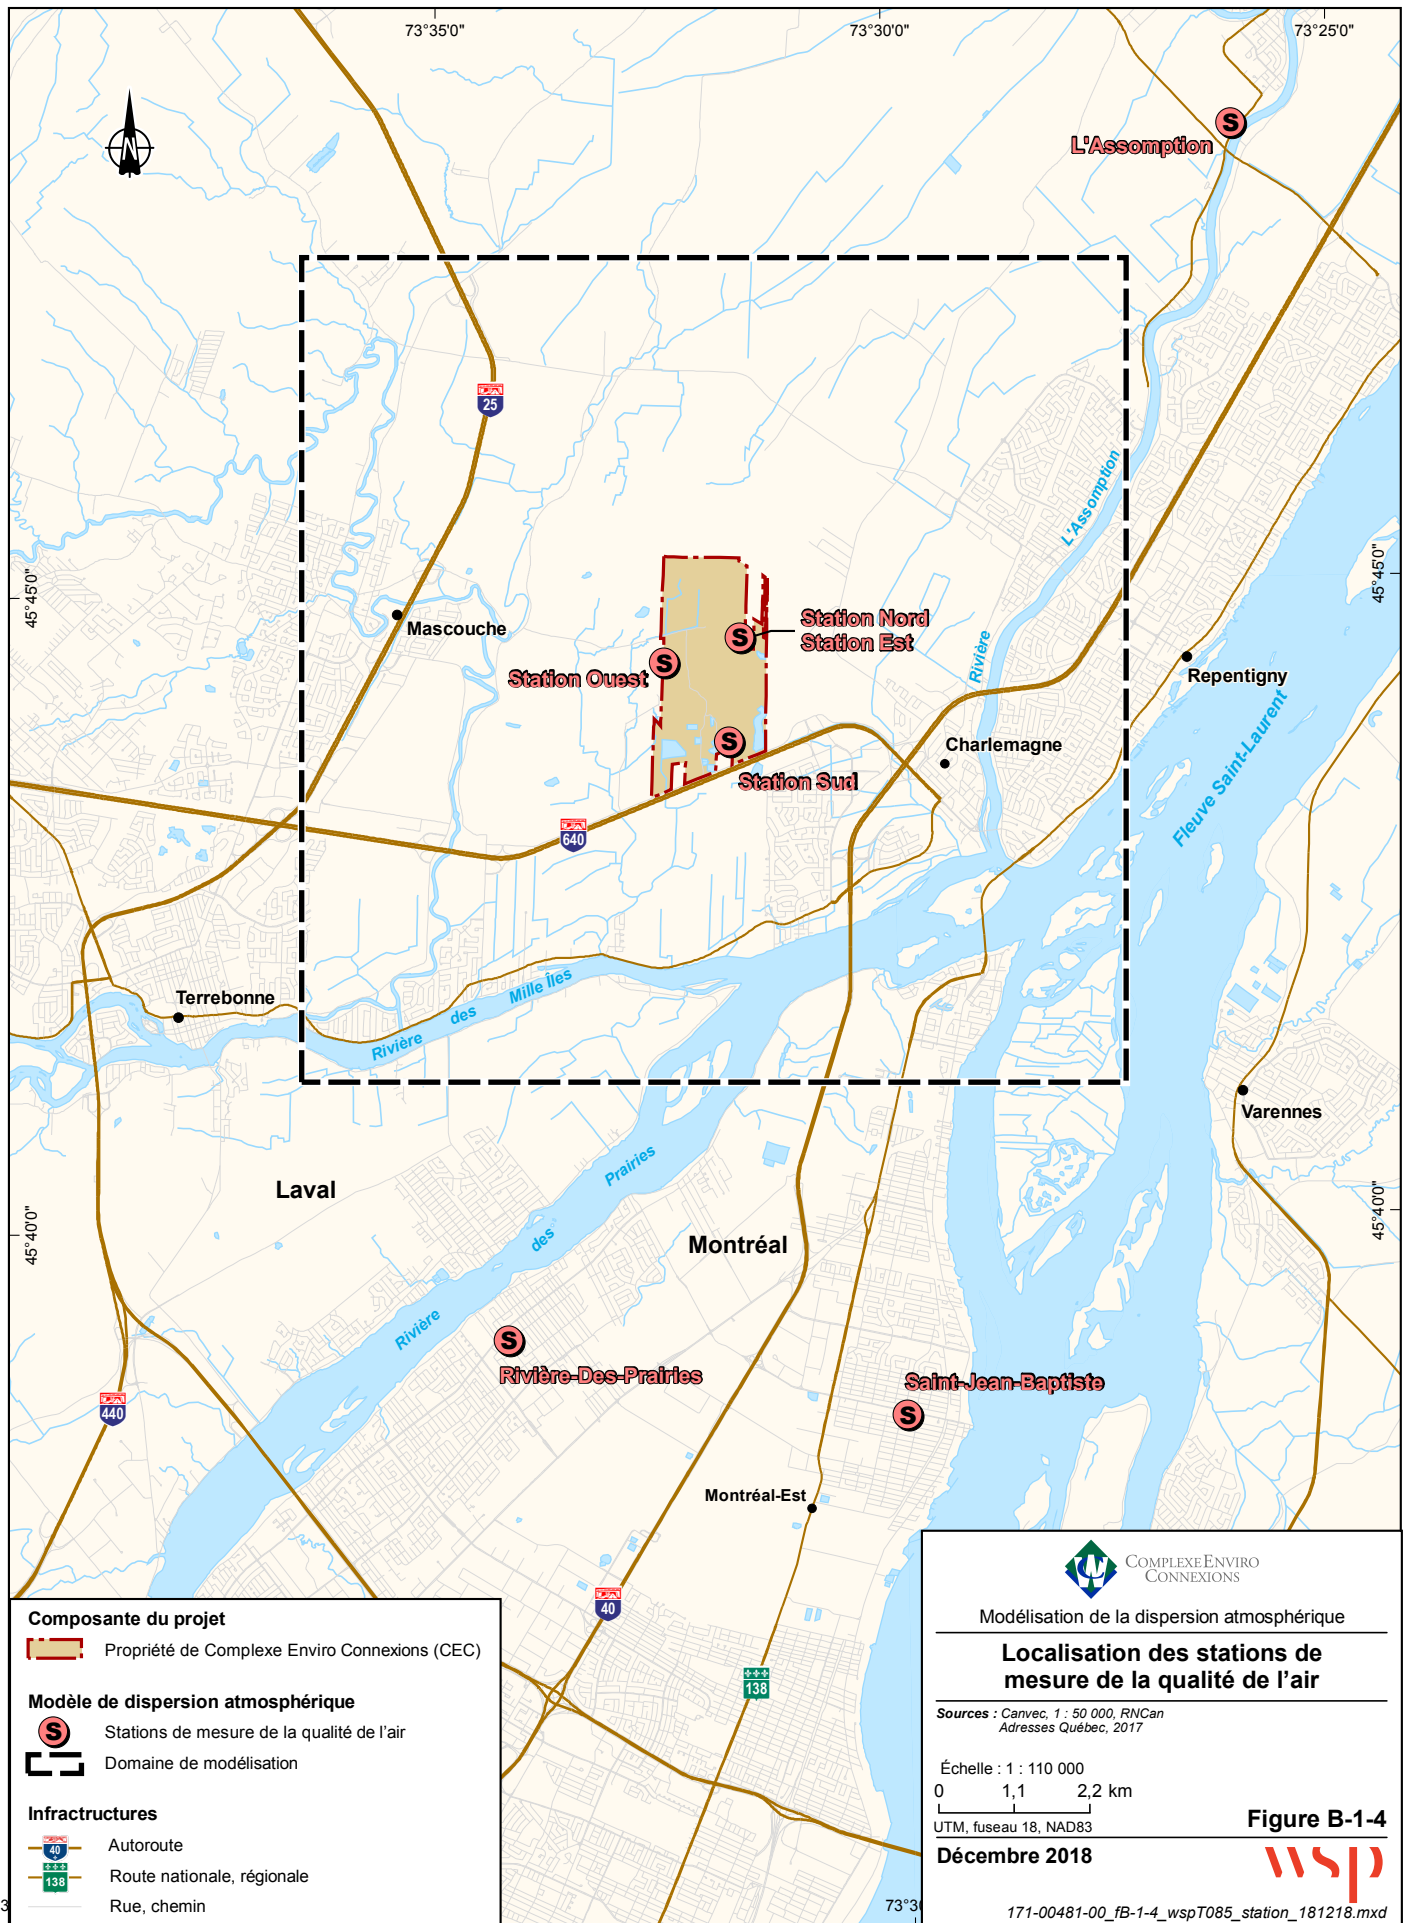 73°35'0"
73°30'0"
73°25'0"
N
S
L'Assomption
25
L'Assomption
45°45'0"
45°45'0"
Mascouche
S
Station Nord
Station Est
S
Station Ouest
Rivière
Repentigny
S
Station Sud
Charlemagne
Fleuve Saint-Laurent
640
Terrebonne
Rivière des Mille Îles
Varennes
Laval
Rivière des Prairies
Montréal
45°40'0"
45°40'0"
S
Rivière-Des-Prairies
Saint-Jean-Baptiste
S
440
Montréal-Est
40
138
Composante du projet
Propriété de Complexe Enviro Connexions (CEC)
Modèle de dispersion atmosphérique
S Stations de mesure de la qualité de l'air
Domaine de modélisation
Infractructures
40 Autoroute
138 Route nationale, régionale
Rue, chemin
COMPLEXE ENVIRO
CONNEXIONS
Modélisation de la dispersion atmosphérique
Localisation des stations de
mesure de la qualité de l'air
Sources : Canvec, 1 : 50 000, RNCan
Adresses Québec, 2017
Échelle : 1 : 110 000
0 1,1 2,2 km
UTM, fuseau 18, NAD83
Figure B-1-4
Décembre 2018
wsp
171-00481-00_fB-1-4_wspT085_station_181218.mxd